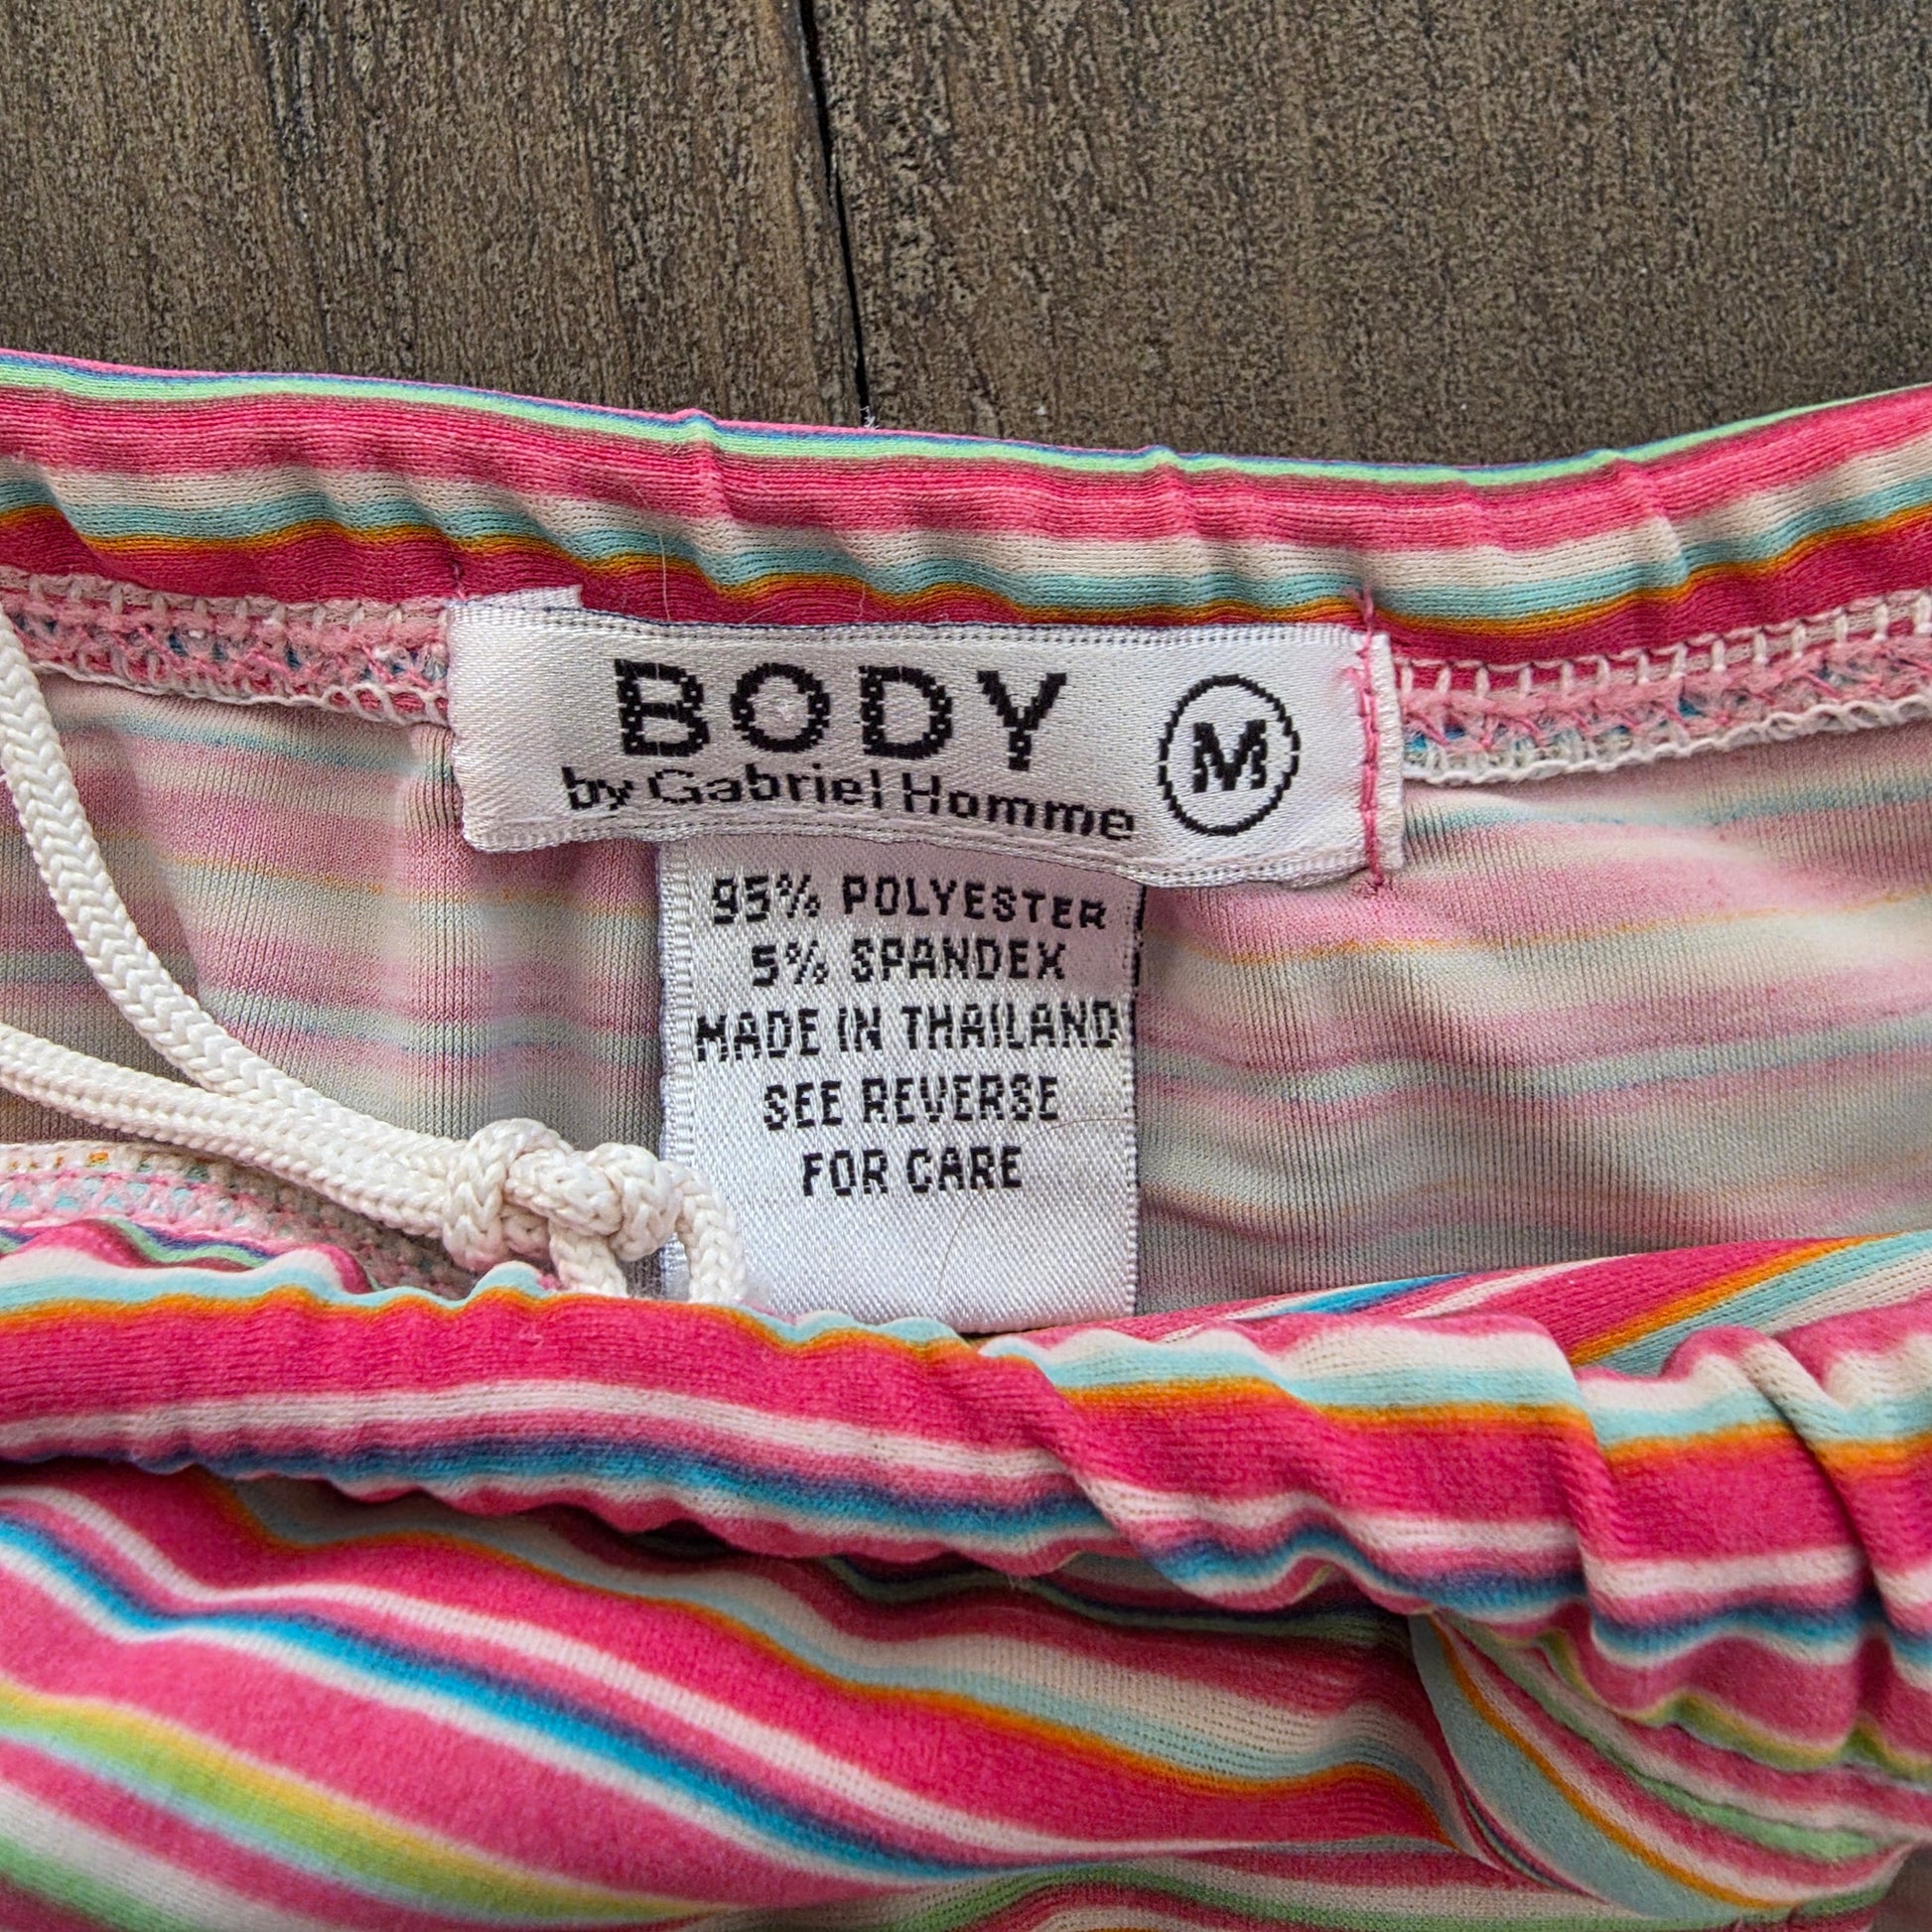 BODY
by Gabriel Homme
M
95% POLYESTER
5% SPANDEX
MADE IN THAILAND
SEE REVERSE
FOR CARE